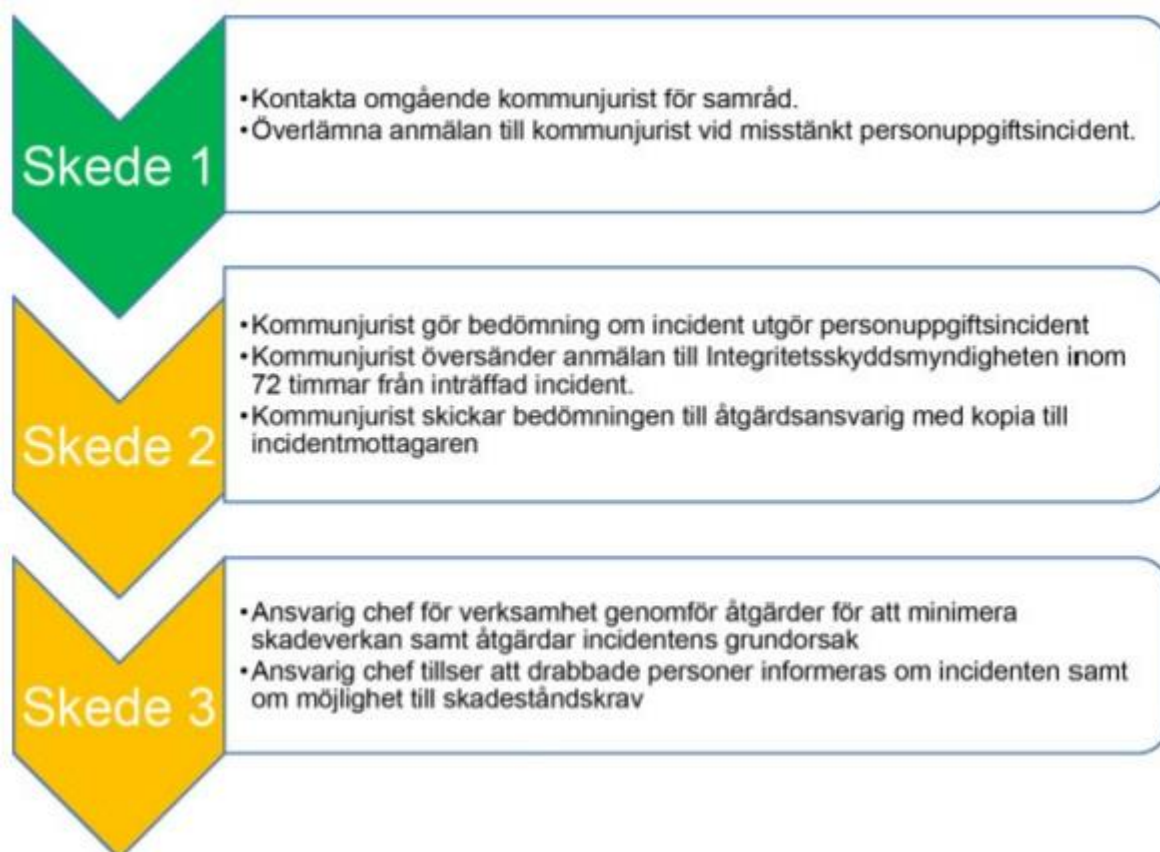 Skede 1
•Kontakta omgående kommunjurist för samråd.
•Överlämna anmälan till kommunjurist vid misstänkt personuppgiftsincident.
Skede 2
•Kommunjurist gör bedömning om incident utgör personuppgiftsincident
•Kommunjurist översänder anmälan till Integritetsskyddsmyndigheten inom
72 timmar från inträffad incident.
•Kommunjurist skickar bedömningen till åtgärdsansvarig med kopia till
incidentmottagaren
Skede 3
•Ansvarig chef för verksamhet genomför åtgärder för att minimera
skadeverkan samt åtgärdar incidentens grundorsak
•Ansvarig chef tillser att drabbade personer informeras om incidenten samt
om möjlighet till skadeståndskrav